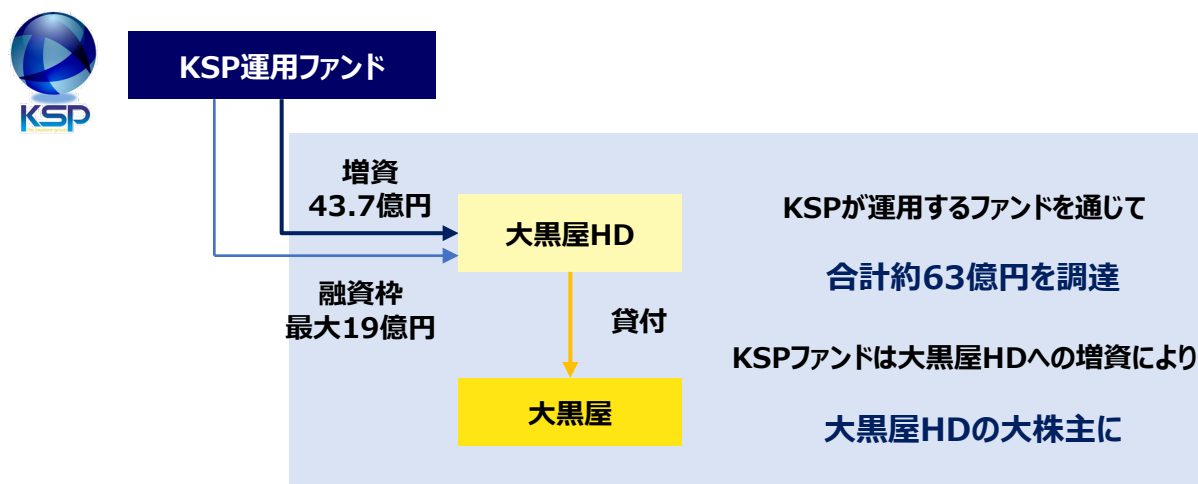 KSP
KSP運用ファンド
増資
43.7億円
大黒屋HD
融資枠
最大19億円
貸付
大黒屋
KSPが運用するファンドを通じて
合計約63億円を調達
KSPファンドは大黒屋HDへの増資により
大黒屋HDの大株主に